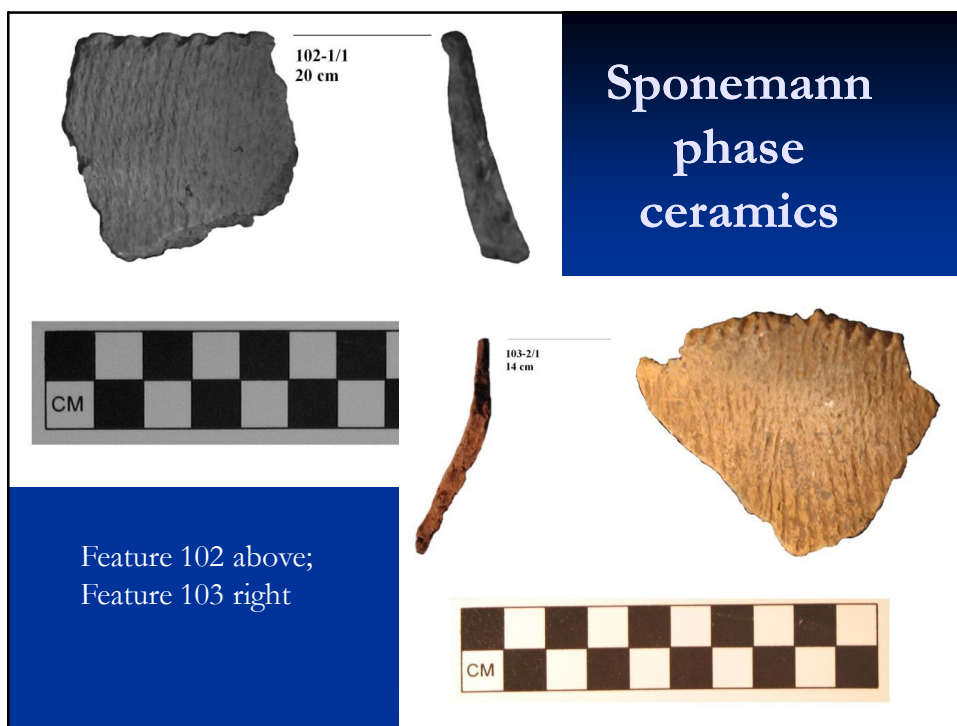 102-1/1
20 cm
Sponemann
phase
ceramics
CM
103-2/1
14 cm
Feature 102 above;
Feature 103 right
CM